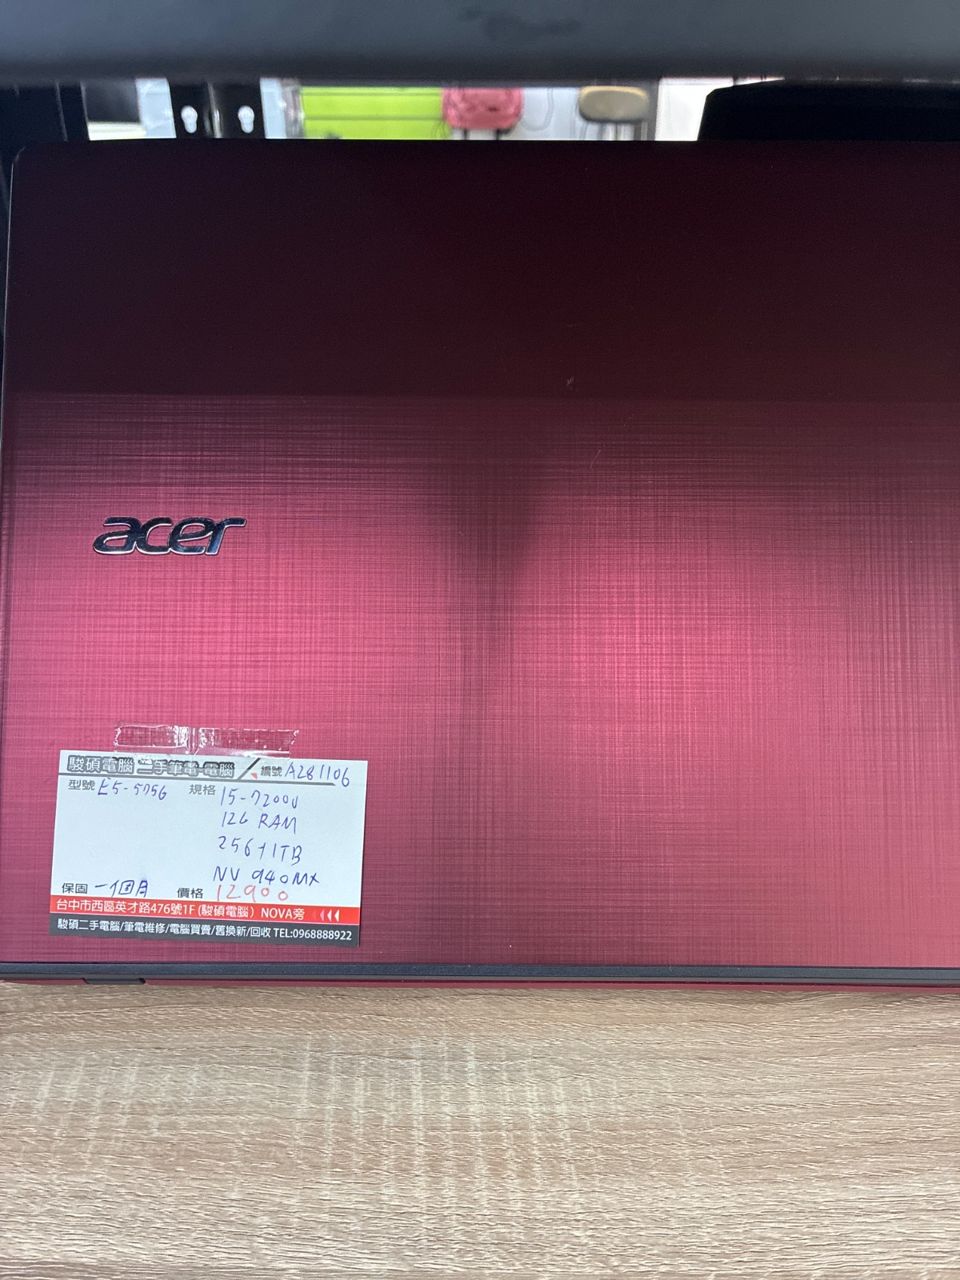 acer
駿碩電腦 二手筆電·電腦 編號 A281106
型號 E5-575G 規格 i5-7200U
12G RAM
256+1TB
NV 940MX
保固 一個月 價格 12900
台中市西區英才路476號1F (駿碩電腦) NOVA旁
駿碩二手電腦/筆電維修/電腦買賣/舊換新/回收 TEL:0968888922